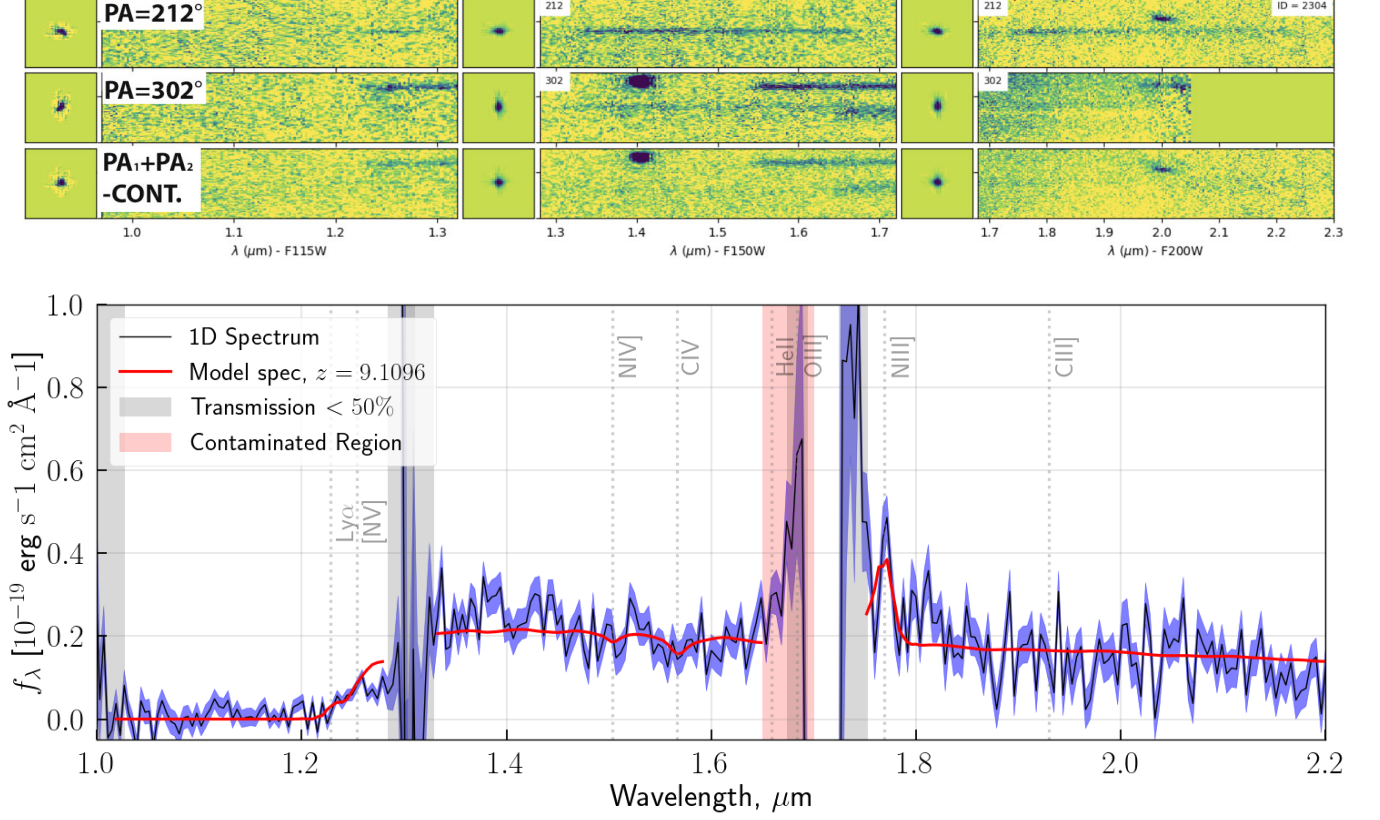 PA=212°
212
212
ID = 2304
PA=302°
302
302
PA₁+PA₂
-CONT.
1.0 1.1 1.2 1.3
1.3 1.4 1.5 1.6 1.7
1.7 1.8 1.9 2.0 2.1 2.2 2.3
λ (μm) - F115W
λ (μm) - F150W
λ (μm) - F200W
1.0
0.8
0.6
0.4
0.2
0.0
fλ [10−19 erg s−1 cm2 Å−1]
1D Spectrum
Model spec, z = 9.1096
Transmission < 50%
Contaminated Region
Lyα
[NV]
NIV]
CIV
HeII
OIII]
NIII]
CIII]
1.0 1.2 1.4 1.6 1.8 2.0 2.2
Wavelength, μm